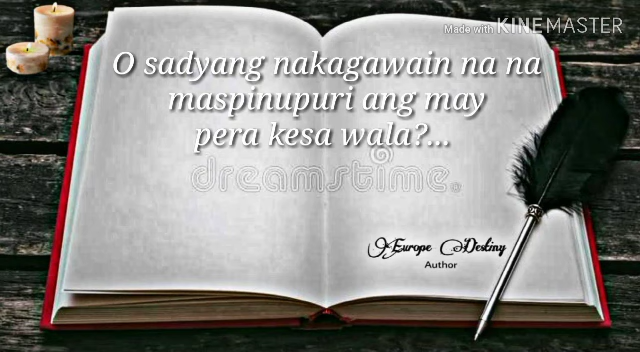 Made with KINEMASTER
O sadyang nakagawain na na
maspinupuri ang may
pera kesa wala?...
dreamstime.
Europe Destiny
Author